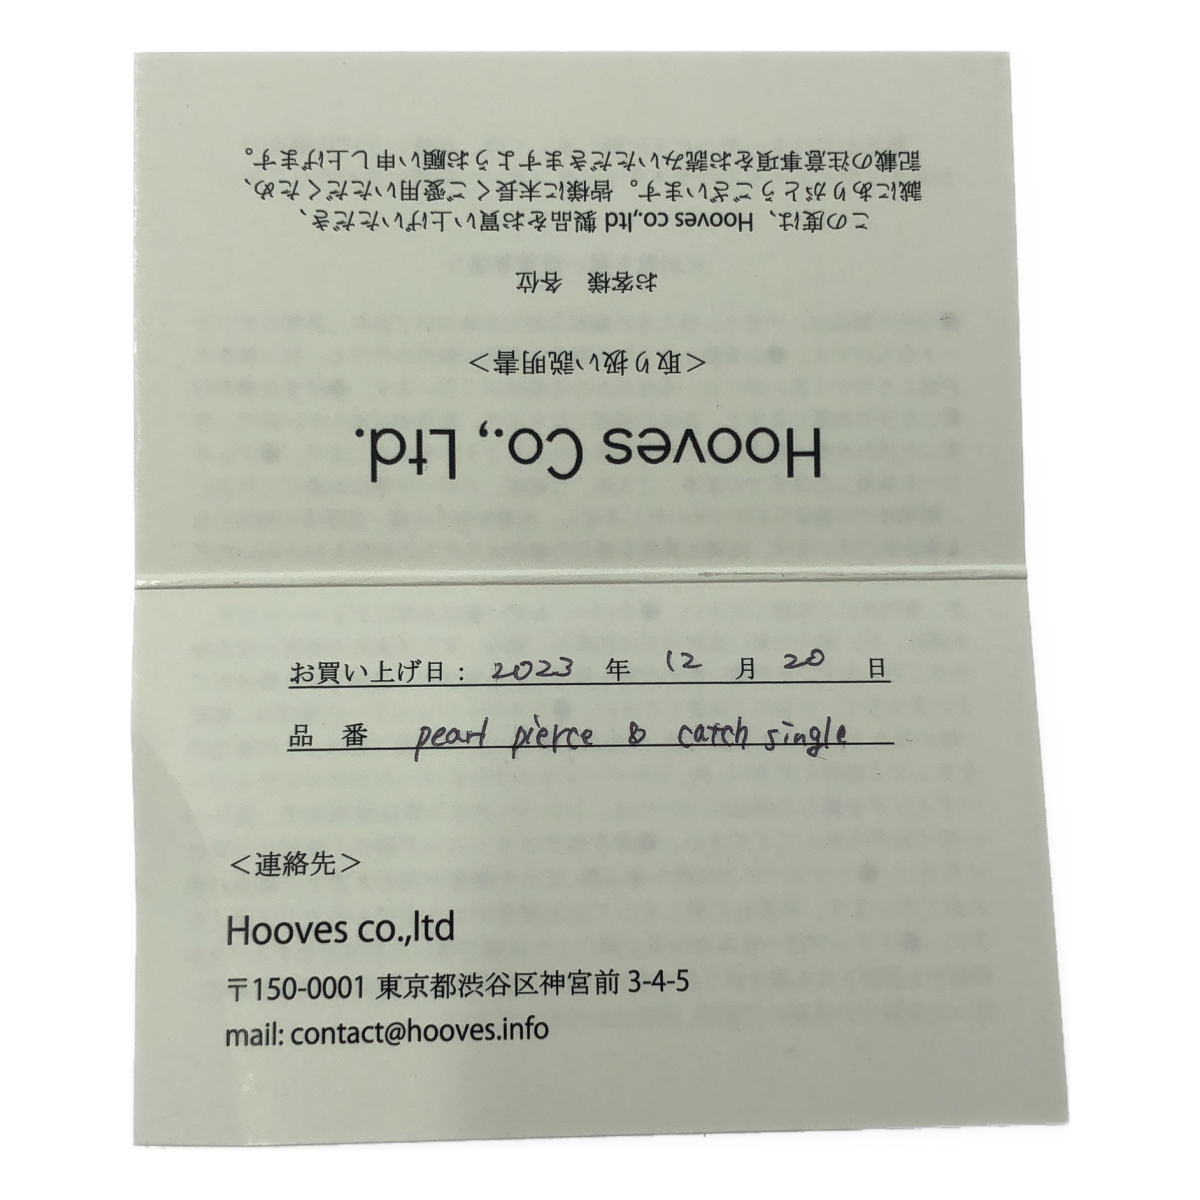 Hooves Co., Ltd.
＜取り扱い説明書＞
お客様　各位
この度は、Hooves co.,ltd 製品をお買い上げいただき、
誠にありがとうございます。皆様に末長くご愛用いただくため、
記載の注意事項をお読みいただきますようお願い申し上げます。
お買い上げ日： 2023 年 12 月 20 日
品　番　pearl pierce & catch single
＜連絡先＞
Hooves co.,ltd
〒150-0001 東京都渋谷区神宮前 3-4-5
mail: contact@hooves.info